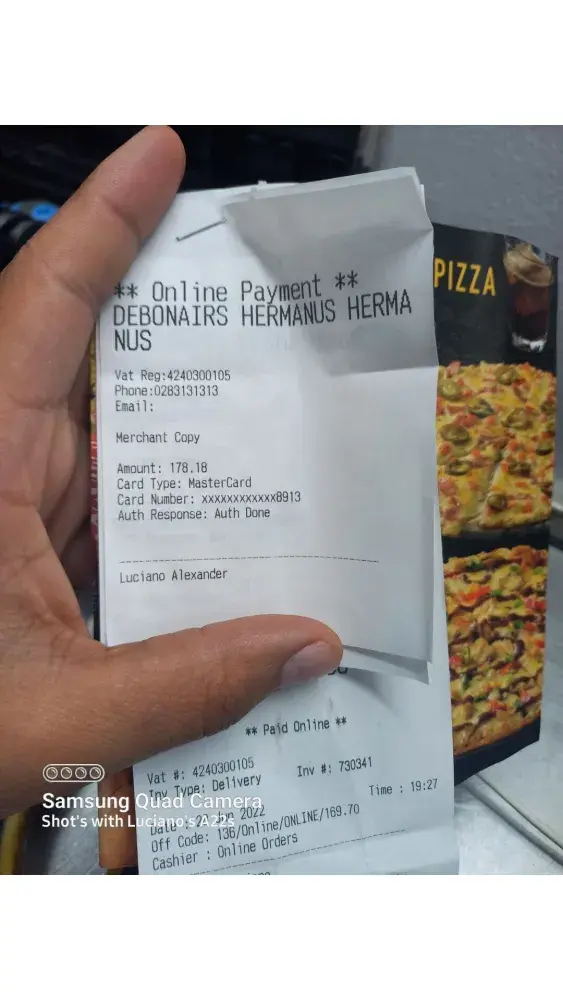 ** Online Payment **
DEBONAIRS HERMANUS HERMA
NUS
Vat Reg:4240300105
Phone:0283131313
Email:
Merchant Copy
Amount: 178.18
Card Type: MasterCard
Card Number: xxxxxxxxxxxx8913
Auth Response: Auth Done
Luciano Alexander
** Paid Online **
Vat #: 4240300105 Inv #: 730341
Inv Type: Delivery
Time : 19:27
2022
Off Code: 136/Online/ONLINE/169.70
Cashier : Online Orders
PIZZA
Samsung Quad Camera
Shot's with Luciano's A22s